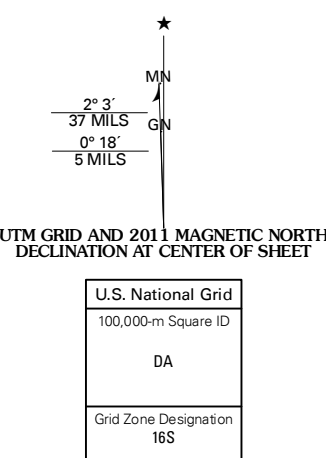 ★
MN
2° 3´
37 MILS
GN
0° 18´
5 MILS
UTM GRID AND 2011 MAGNETIC NORTH
DECLINATION AT CENTER OF SHEET
U.S. National Grid
100,000-m Square ID
DA
Grid Zone Designation
16S